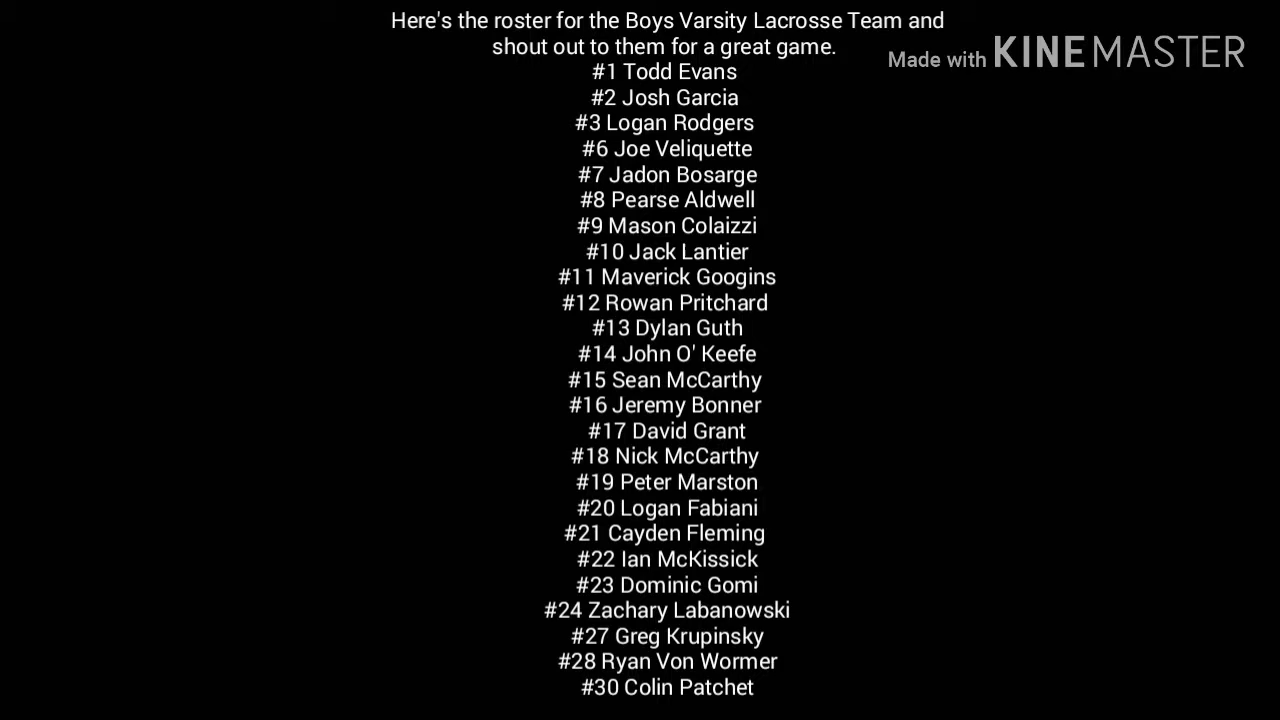 Here's the roster for the Boys Varsity Lacrosse Team and
shout out to them for a great game.
Made with KINEMASTER
#1 Todd Evans
#2 Josh Garcia
#3 Logan Rodgers
#6 Joe Veliquette
#7 Jadon Bosarge
#8 Pearse Aldwell
#9 Mason Colaizzi
#10 Jack Lantier
#11 Maverick Googins
#12 Rowan Pritchard
#13 Dylan Guth
#14 John O' Keefe
#15 Sean McCarthy
#16 Jeremy Bonner
#17 David Grant
#18 Nick McCarthy
#19 Peter Marston
#20 Logan Fabiani
#21 Cayden Fleming
#22 Ian McKissick
#23 Dominic Gomi
#24 Zachary Labanowski
#27 Greg Krupinsky
#28 Ryan Von Wormer
#30 Colin Patchet